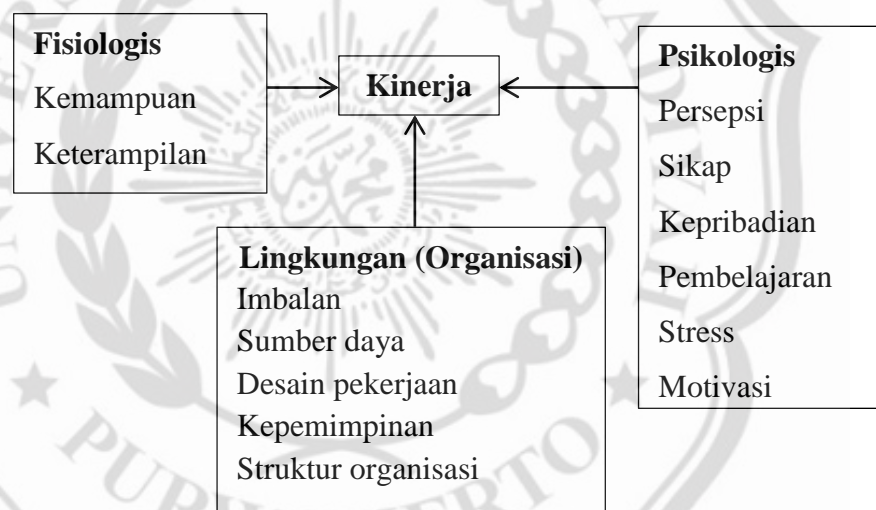 Fisiologis
Kemampuan
Keterampilan
Kinerja
Psikologis
Persepsi
Sikap
Kepribadian
Pembelajaran
Stress
Motivasi
Lingkungan (Organisasi)
Imbalan
Sumber daya
Desain pekerjaan
Kepemimpinan
Struktur organisasi